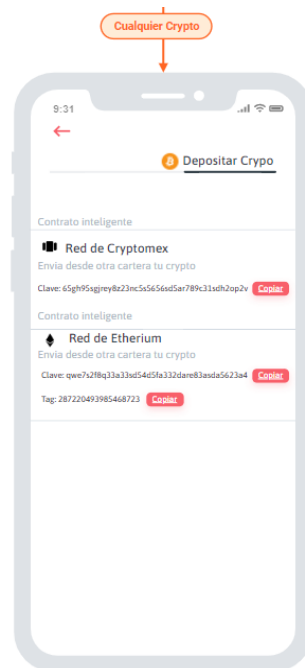 Cualquier Crypto
9:31
Depositar Crypo
Contrato inteligente
Red de Cryptomex
Envia desde otra cartera tu crypto
Clave: 65gh95sgjrey8z23nc5s5656sd5ar789c31sdh2op2v Copiar
Contrato inteligente
Red de Etherium
Envia desde otra cartera tu crypto
Clave: qwe7s2f8q33a33sd54d5fa332dare83asda5623a4 Copiar
Tag: 287220493985468723 Copiar